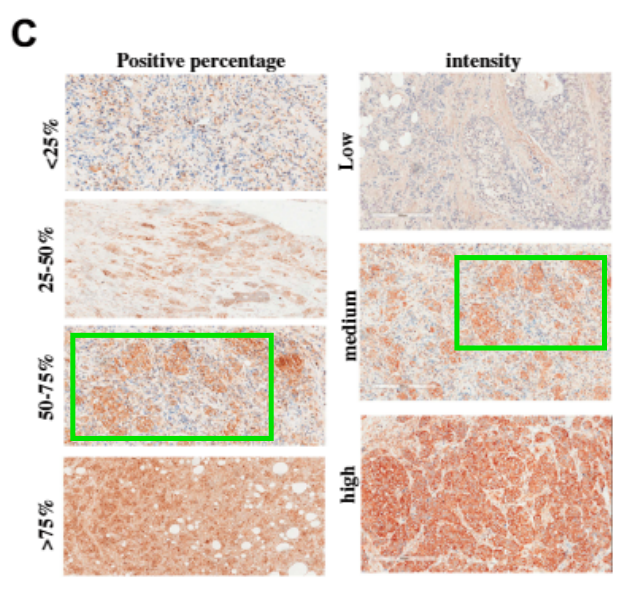 C
Positive percentage
intensity
<25%
25-50%
50-75%
>75%
Low
medium
high